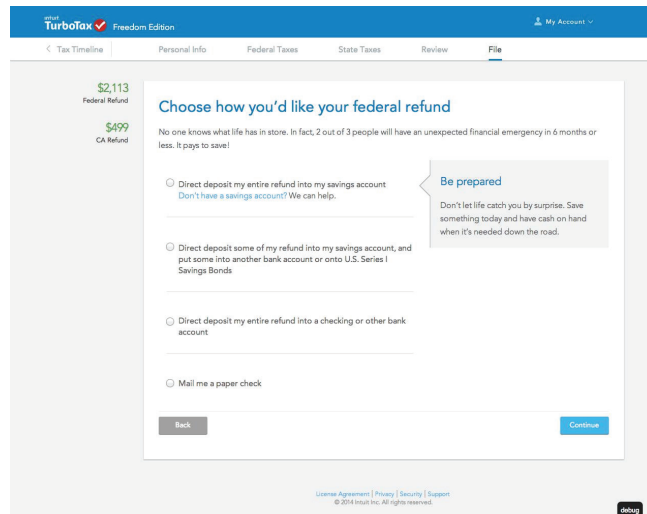 intuit
TurboTax Freedom Edition
My Account
Tax Timeline
Personal Info
Federal Taxes
State Taxes
Review
File
$2,113
Federal Refund
$499
CA Refund
Choose how you'd like your federal refund
No one knows what life has in store. In fact, 2 out of 3 people will have an unexpected financial emergency in 6 months or
less. It pays to save!
Direct deposit my entire refund into my savings account
Don't have a savings account? We can help.
Be prepared
Don't let life catch you by surprise. Save
something today and have cash on hand
when it's needed down the road.
Direct deposit some of my refund into my savings account, and
put some into another bank account or onto U.S. Series I
Savings Bonds
Direct deposit my entire refund into a checking or other bank
account
Mail me a paper check
Back
Continue
License Agreement | Privacy | Security | Support
© 2014 Intuit Inc. All rights reserved.
debug